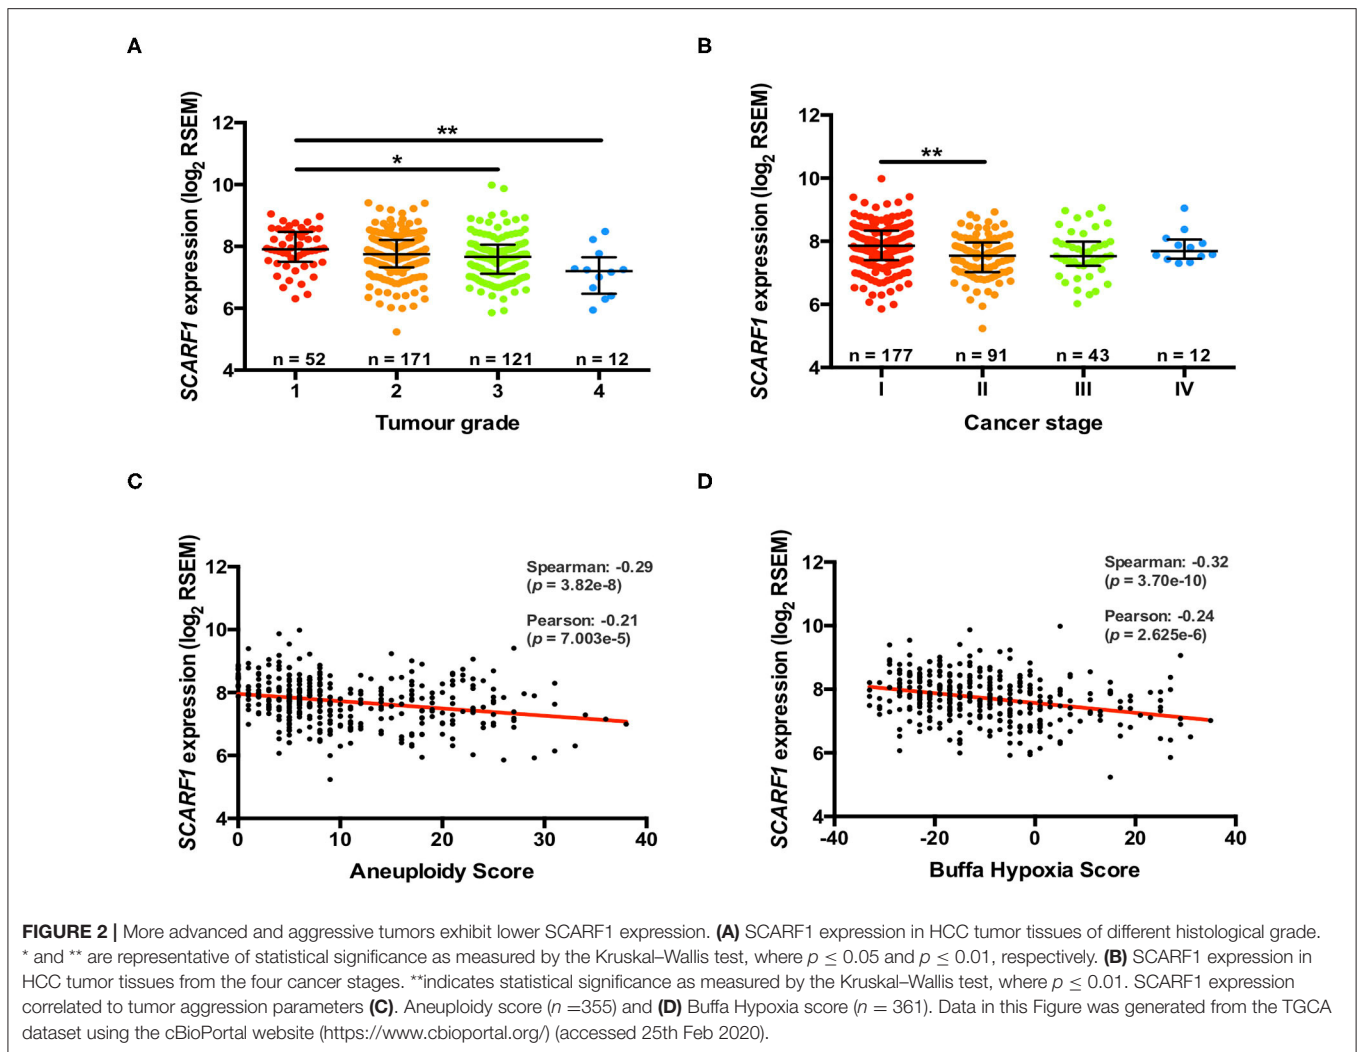 A
SCARF1 expression (log2 RSEM)
12
10
8
6
4
**
*
n = 52
n = 171
n = 121
n = 12
1
2
3
4
Tumour grade
B
SCARF1 expression (log2 RSEM)
12
10
8
6
4
**
n = 177
n = 91
n = 43
n = 12
I
II
III
IV
Cancer stage
C
SCARF1 expression (log2 RSEM)
12
10
8
6
4
Spearman: -0.29
(p = 3.82e-8)
Pearson: -0.21
(p = 7.003e-5)
0
10
20
30
40
Aneuploidy Score
D
SCARF1 expression (log2 RSEM)
12
10
8
6
4
Spearman: -0.32
(p = 3.70e-10)
Pearson: -0.24
(p = 2.625e-6)
-40
-20
0
20
40
Buffa Hypoxia Score
FIGURE 2 | More advanced and aggressive tumors exhibit lower SCARF1 expression. (A) SCARF1 expression in HCC tumor tissues of different histological grade.
* and ** are representative of statistical significance as measured by the Kruskal–Wallis test, where p ≤ 0.05 and p ≤ 0.01, respectively. (B) SCARF1 expression in
HCC tumor tissues from the four cancer stages. **indicates statistical significance as measured by the Kruskal–Wallis test, where p ≤ 0.01. SCARF1 expression
correlated to tumor aggression parameters (C). Aneuploidy score (n =355) and (D) Buffa Hypoxia score (n = 361). Data in this Figure was generated from the TGCA
dataset using the cBioPortal website (https://www.cbioportal.org/) (accessed 25th Feb 2020).